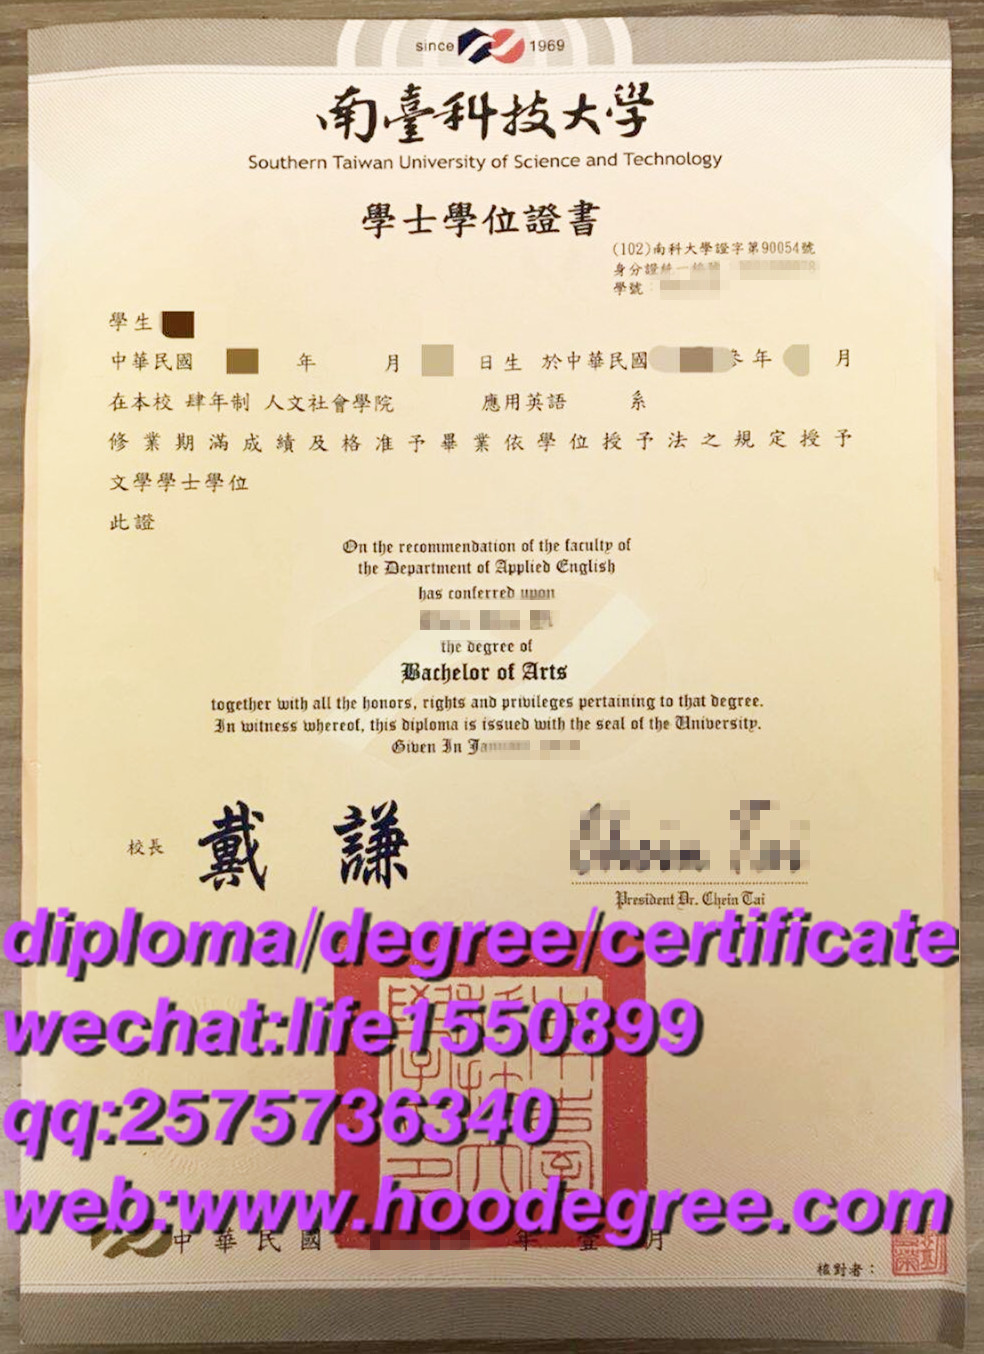 since 1969
南臺科技大學
Southern Taiwan University of Science and Technology
學士學位證書
(102)南科大學證字第90054號
身分證統一
學號:
學生
中華民國 年 月 日生 於中華民國 參年 月
在本校 肆年制 人文社會學院 應用英語 系
修業期滿成績及格准予畢業依學位授予法之規定授予
文學學士學位
此證
On the recommendation of the faculty of
the Department of Applied English
has conferred upon
the degree of
Bachelor of Arts
together with all the honors, rights and privileges pertaining to that degree.
In witness whereof, this diploma is issued with the seal of the University.
Given In
校長 戴謙
Chein Tai
President Dr. Chein Tai
diploma/degree/certificate
wechat:life1550899
qq:2575736340
web:www.hoodegree.com
中華民國 年 壹 月
核對者: